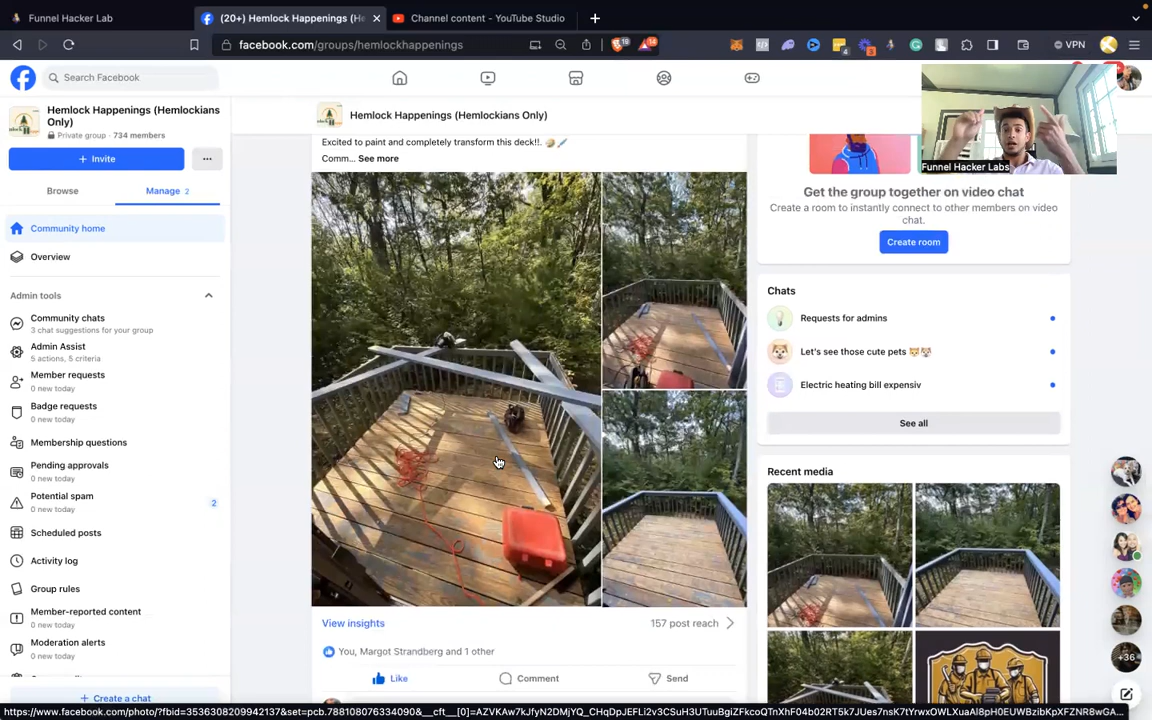 Funnel Hacker Lab
(20+) Hemlock Happenings (He
Channel content - YouTube Studio
facebook.com/groups/hemlockhappenings
19
14
4
3
VPN
Search Facebook
Hemlock Happenings (Hemlockians Only)
Private group · 734 members
+ Invite
Browse
Manage 2
Community home
Overview
Admin tools
Community chats
3 chat suggestions for your group
Admin Assist
5 actions, 5 criteria
Member requests
0 new today
Badge requests
0 new today
Membership questions
Pending approvals
0 new today
Potential spam
0 new today
2
Scheduled posts
Activity log
Group rules
Member-reported content
0 new today
Moderation alerts
0 new today
+ Create a chat
Hemlock Happenings (Hemlockians Only)
Excited to paint and completely transform this deck!!.
Comm... See more
View insights
157 post reach
You, Margot Strandberg and 1 other
Like
Comment
Send
Funnel Hacker Labs
Get the group together on video chat
Create a room to instantly connect to other members on video
chat.
Create room
Chats
Requests for admins
Let's see those cute pets
Electric heating bill expensiv
See all
Recent media
+36